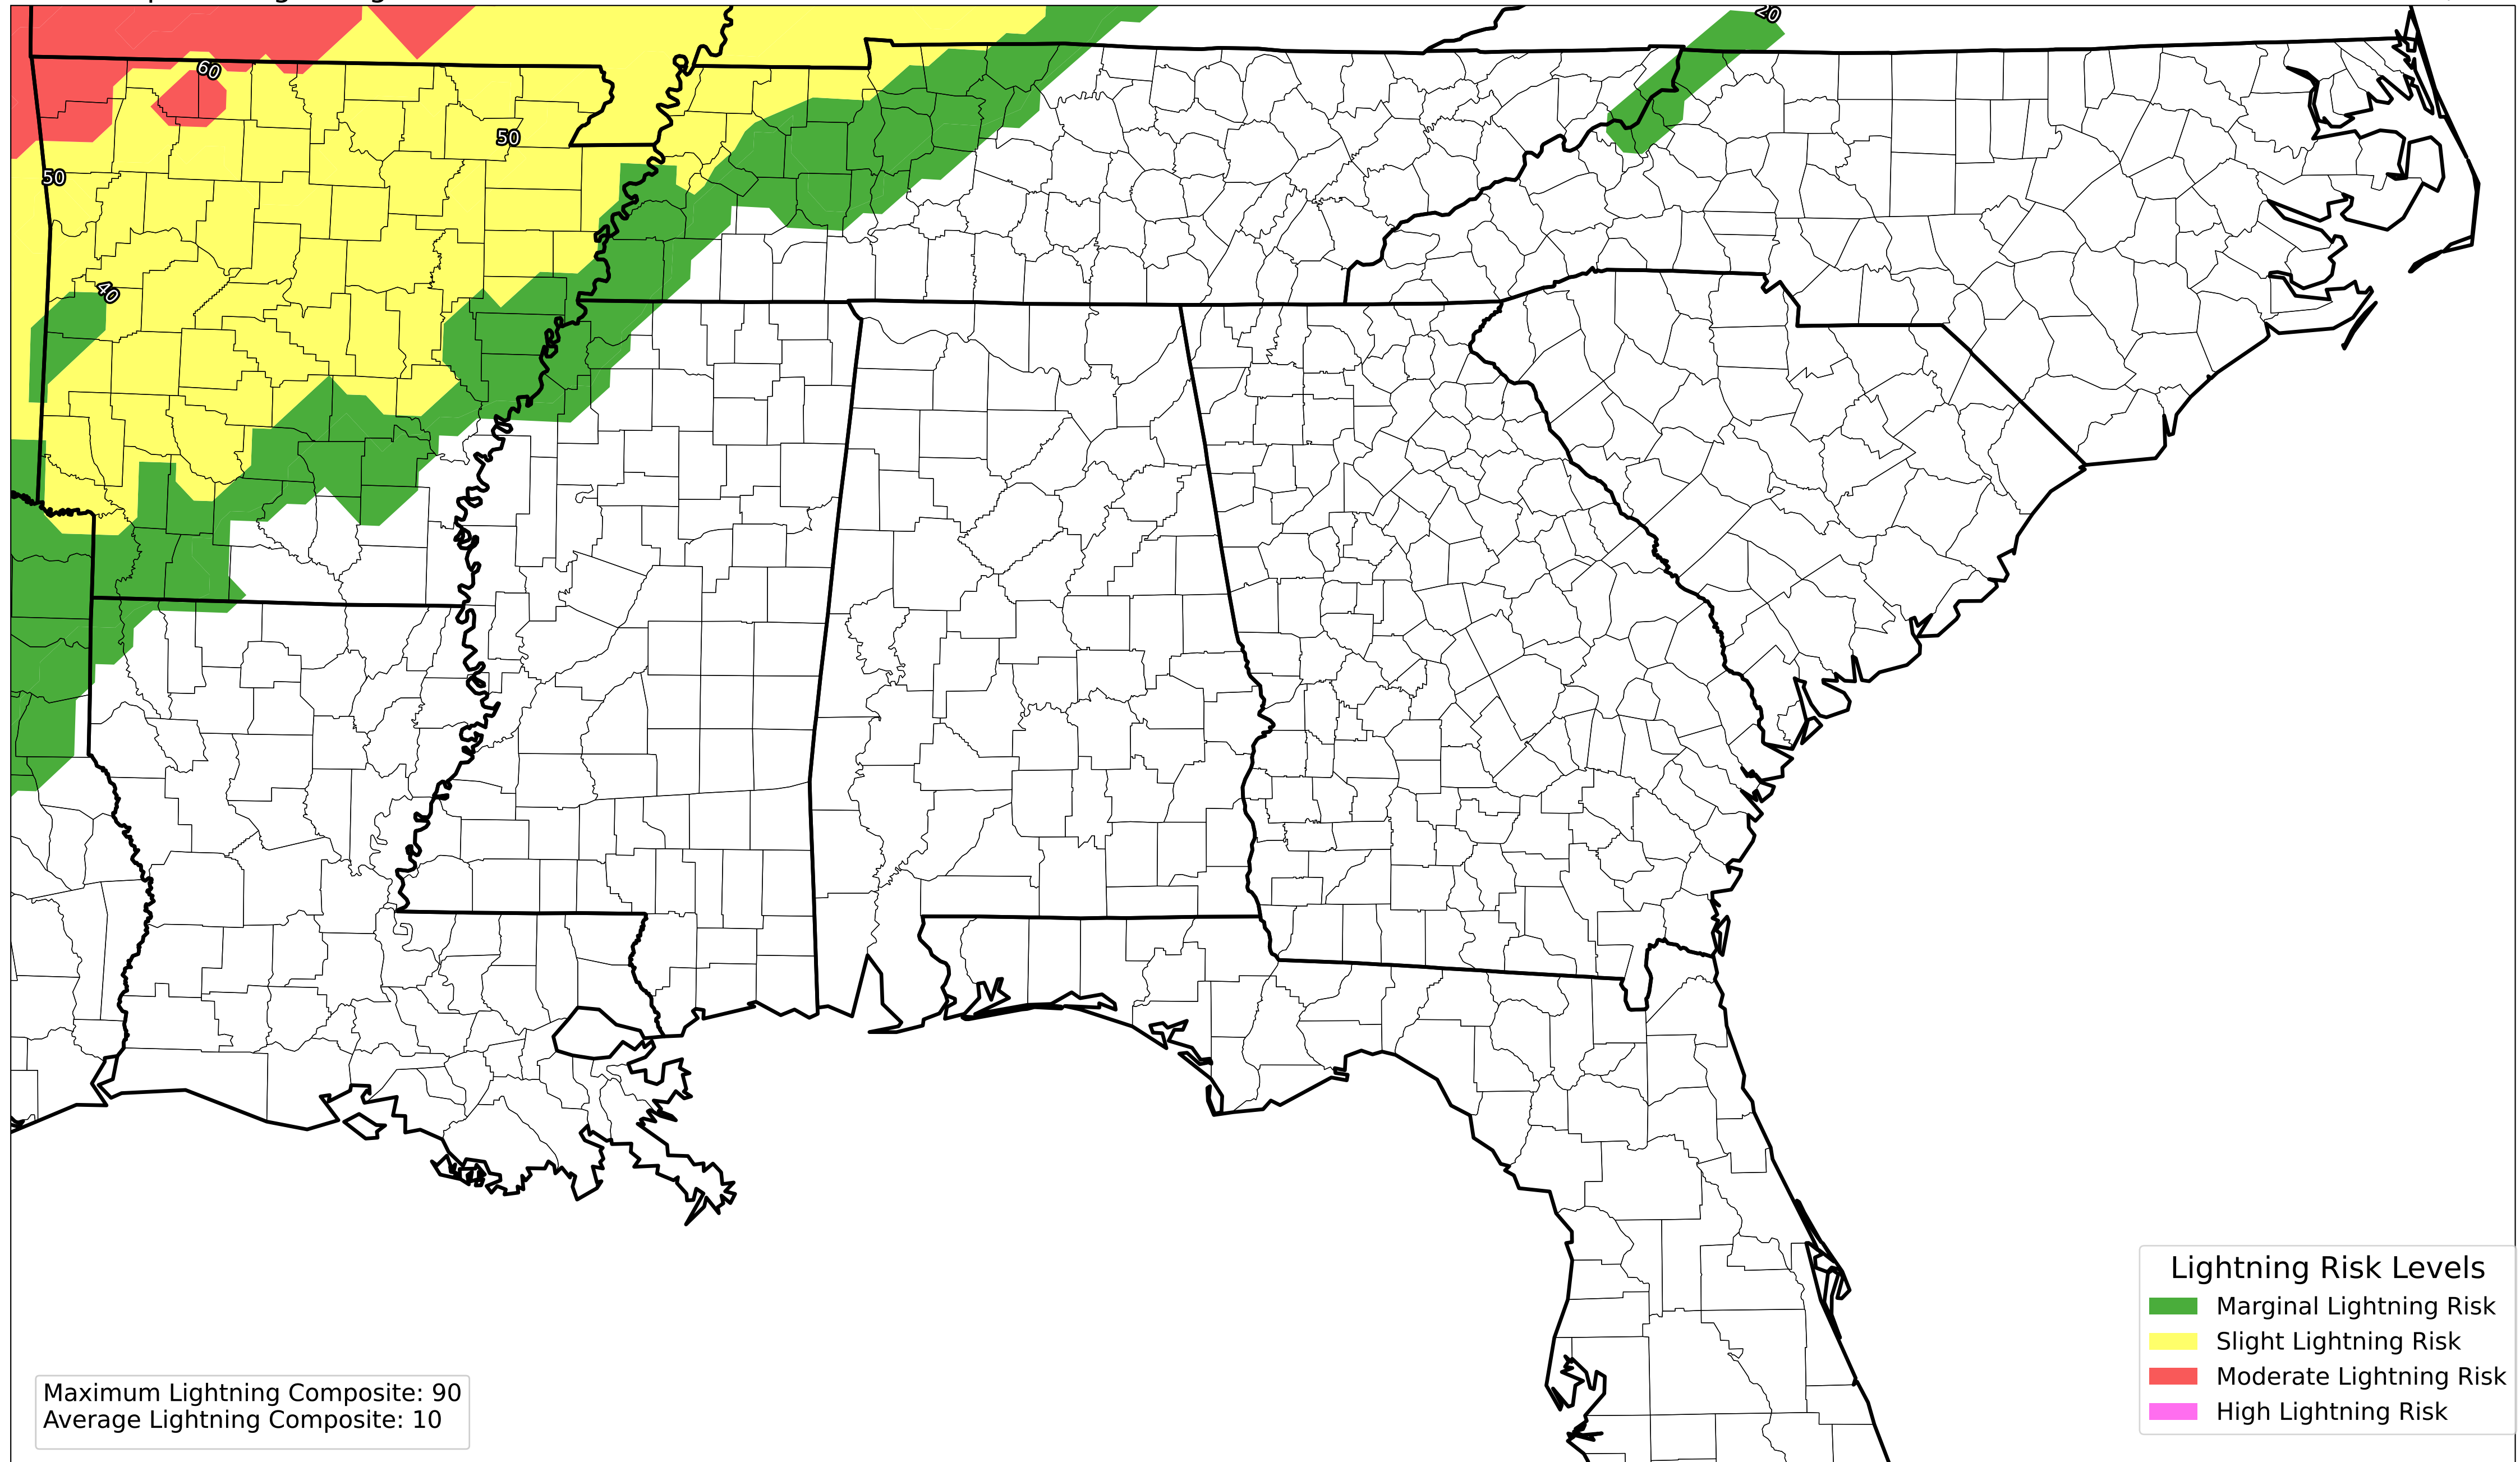 20
60
50
50
40
Lightning Risk Levels
Marginal Lightning Risk
Slight Lightning Risk
Moderate Lightning Risk
High Lightning Risk
Maximum Lightning Composite: 90
Average Lightning Composite: 10